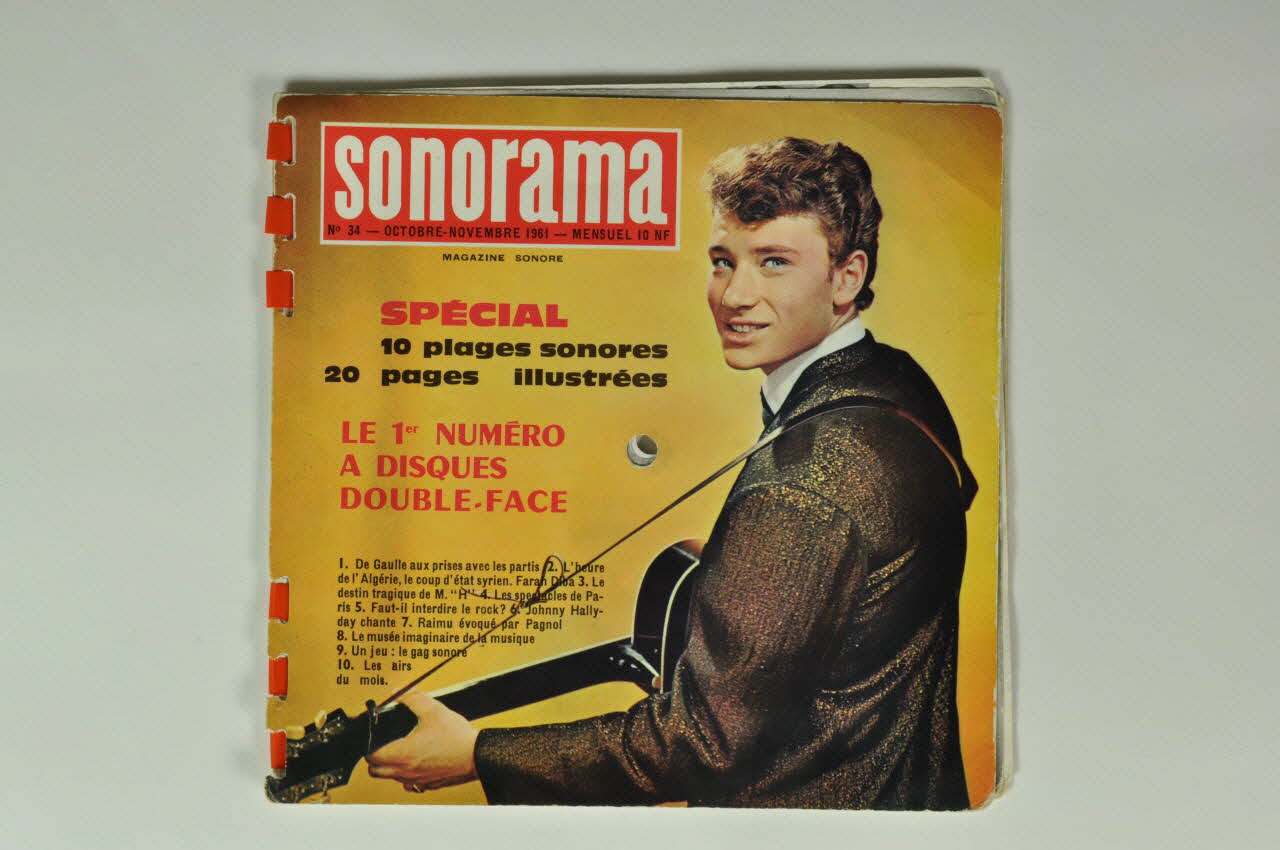 sonorama
No 34 — OCTOBRE-NOVEMBRE 1961 — MENSUEL 10 NF
MAGAZINE SONORE
SPÉCIAL
10 plages sonores
20 pages illustrées
LE 1er NUMÉRO
A DISQUES
DOUBLE-FACE
1. De Gaulle aux prises avec les partis 2. L'heure
de l'Algérie, le coup d'état syrien. Farah Diba 3. Le
destin tragique de M. "H" 4. Les spectacles de Pa-
ris 5. Faut-il interdire le rock? 6. Johnny Hally-
day chante 7. Raimu évoqué par Pagnol
8. Le musée imaginaire de la musique
9. Un jeu : le gag sonore
10. Les airs
du mois.